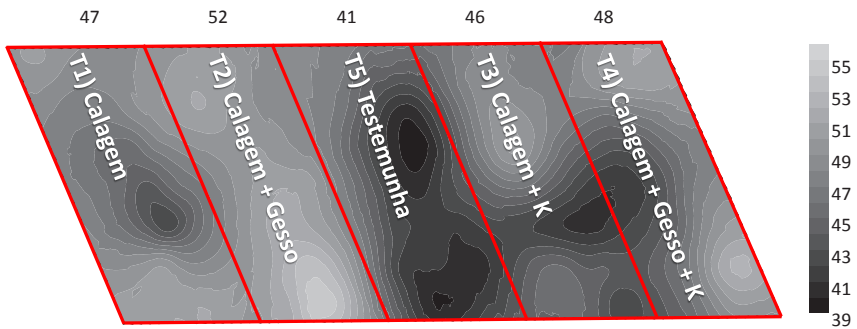 47
52
41
46
48
T1) Calagem
T2) Calagem + Gesso
T5) Testemunha
T3) Calagem + K
T4) Calagem + Gesso + K
55
53
51
49
47
45
43
41
39